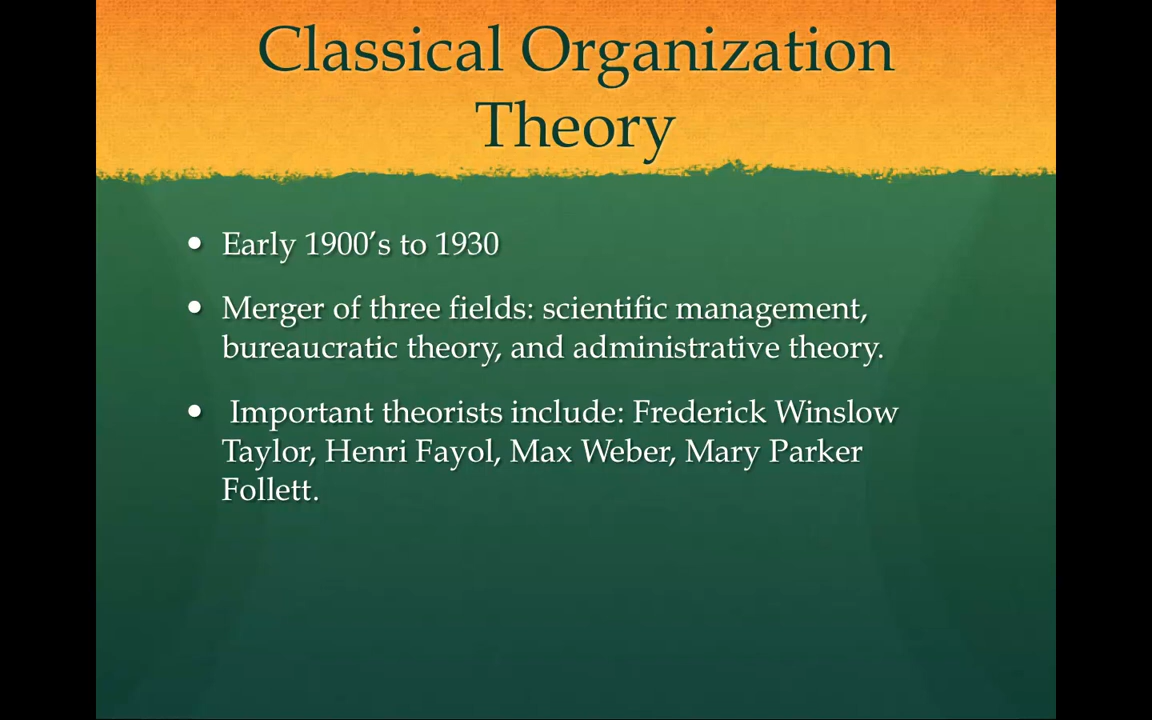 Classical Organization
Theory
• Early 1900’s to 1930
• Merger of three fields: scientific management,
bureaucratic theory, and administrative theory.
• Important theorists include: Frederick Winslow
Taylor, Henri Fayol, Max Weber, Mary Parker
Follett.